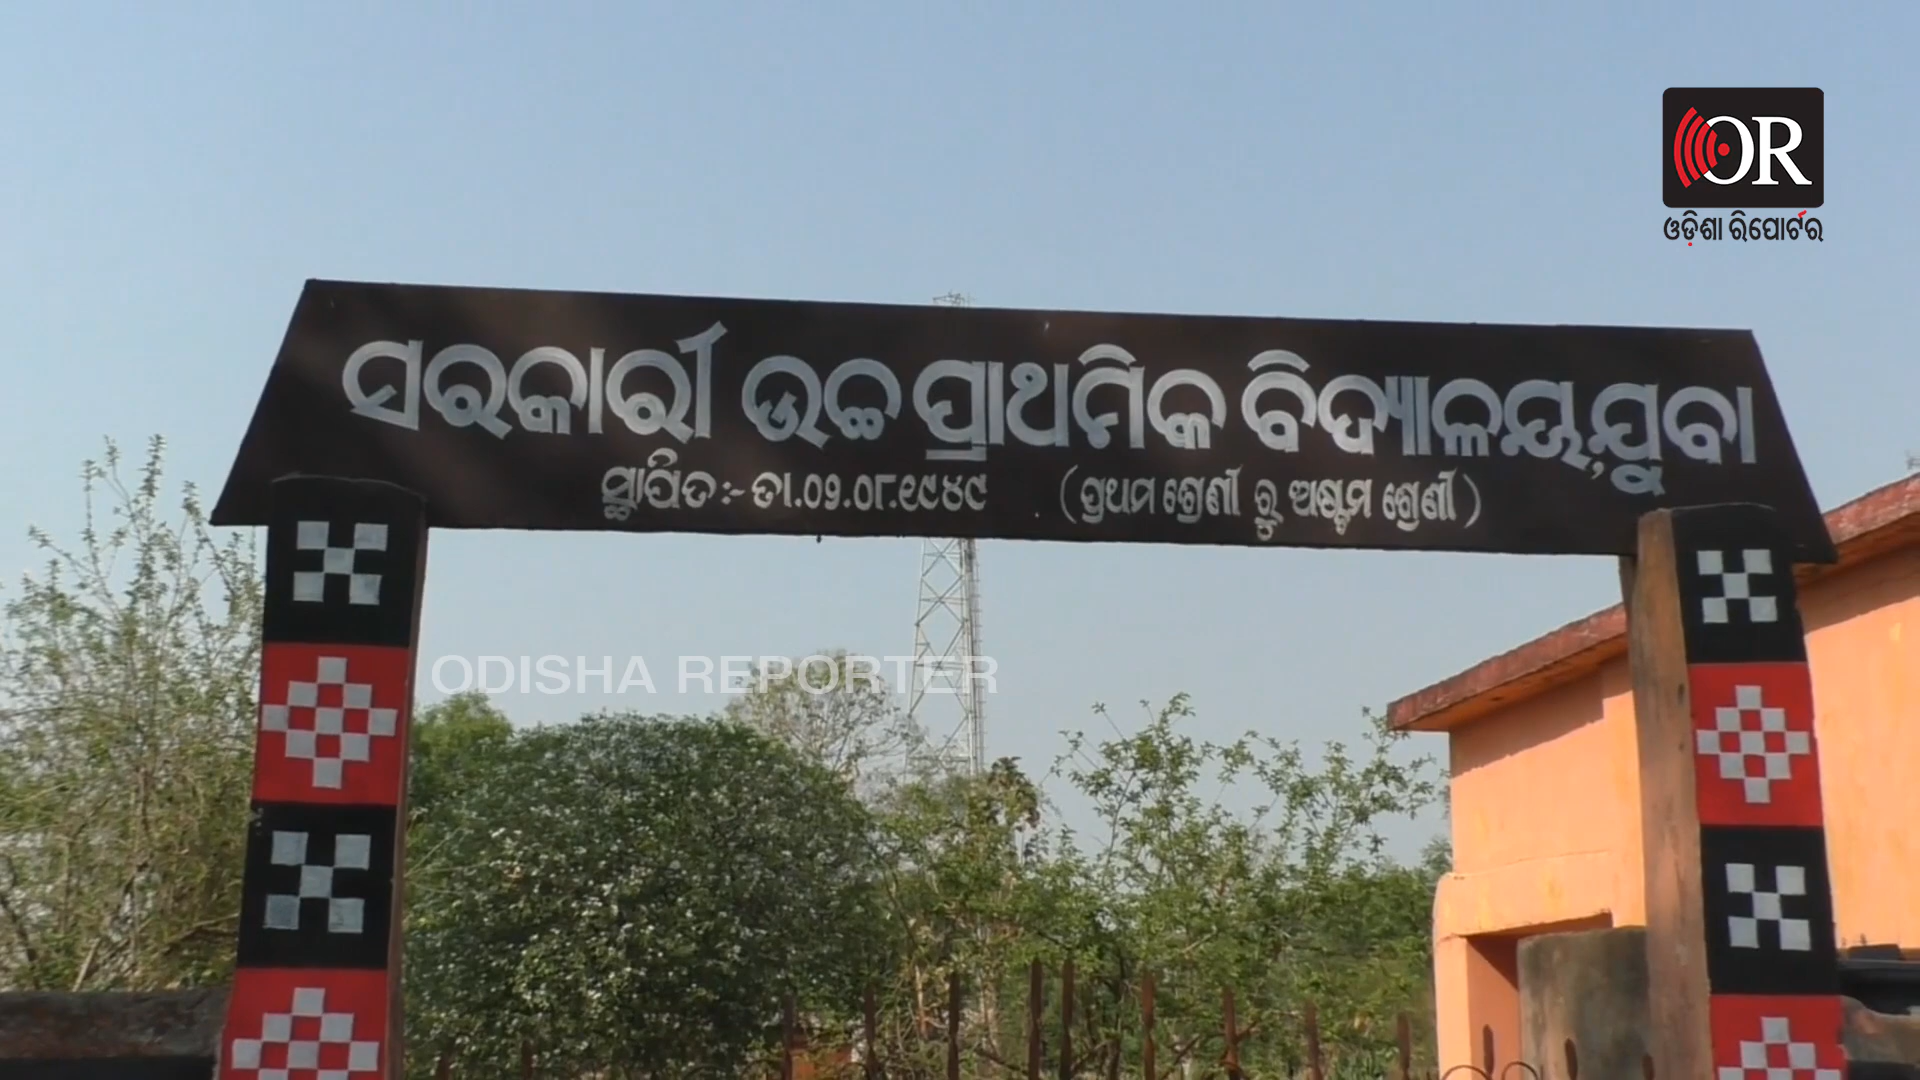 OR
ଓଡ଼ିଶା ରିପୋର୍ଟର
ସରକାରୀ ଉଚ୍ଚ ପ୍ରାଥମିକ ବିଦ୍ୟାଳୟ, ଯୁବା
ସ୍ଥାପିତ :- ତା.୦୨.୦୮.୧୯୪୯ (ପ୍ରଥମ ଶ୍ରେଣୀ ରୁ ଅଷ୍ଟମ ଶ୍ରେଣୀ)
ODISHA REPORTER